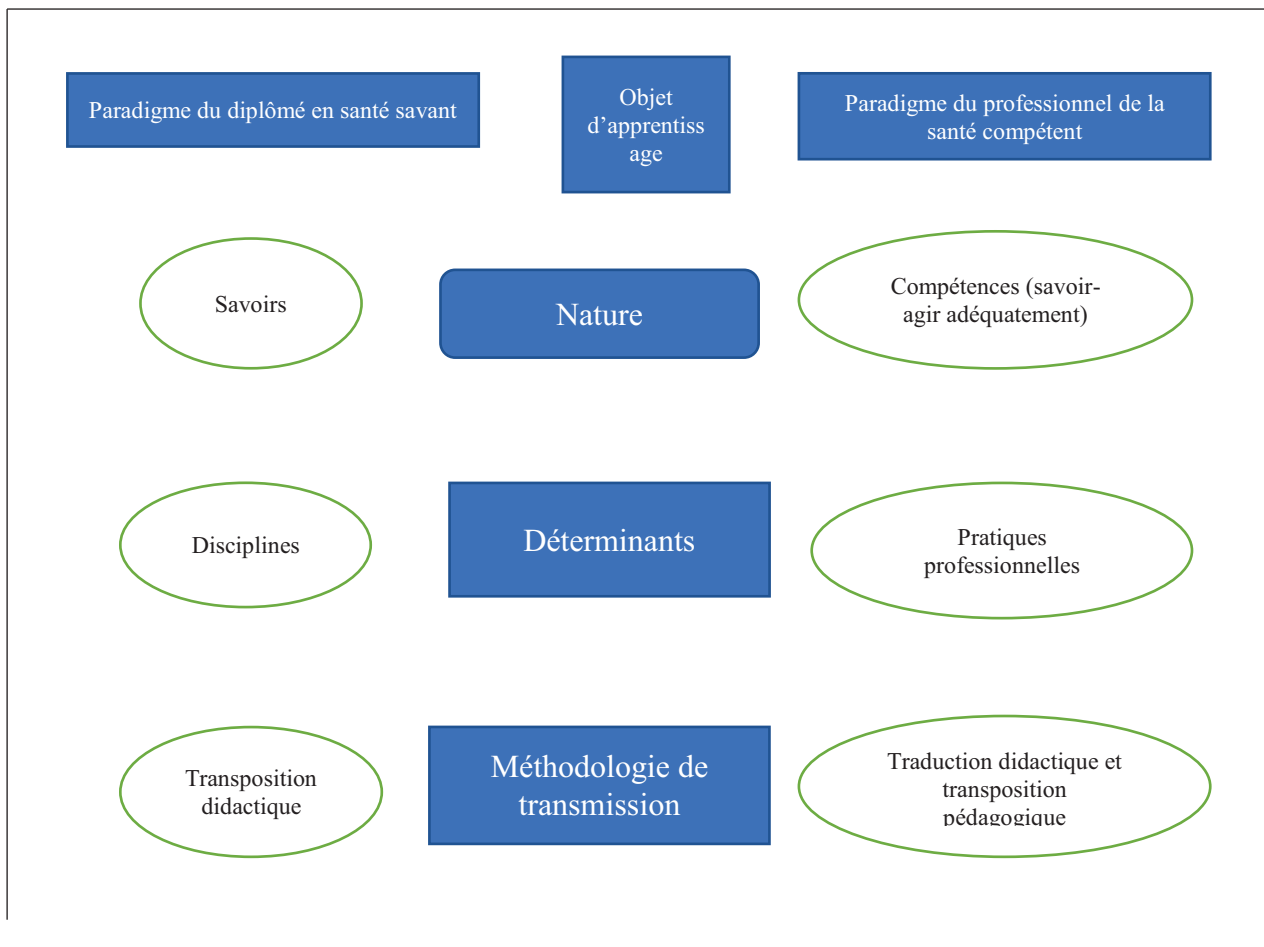 Paradigme du diplômé en santé savant
Objet
d’apprentiss
age
Paradigme du professionnel de la
santé compétent
Savoirs
Nature
Compétences (savoir-
agir adéquatement)
Disciplines
Déterminants
Pratiques
professionnelles
Transposition
didactique
Méthodologie de
transmission
Traduction didactique et
transposition
pédagogique